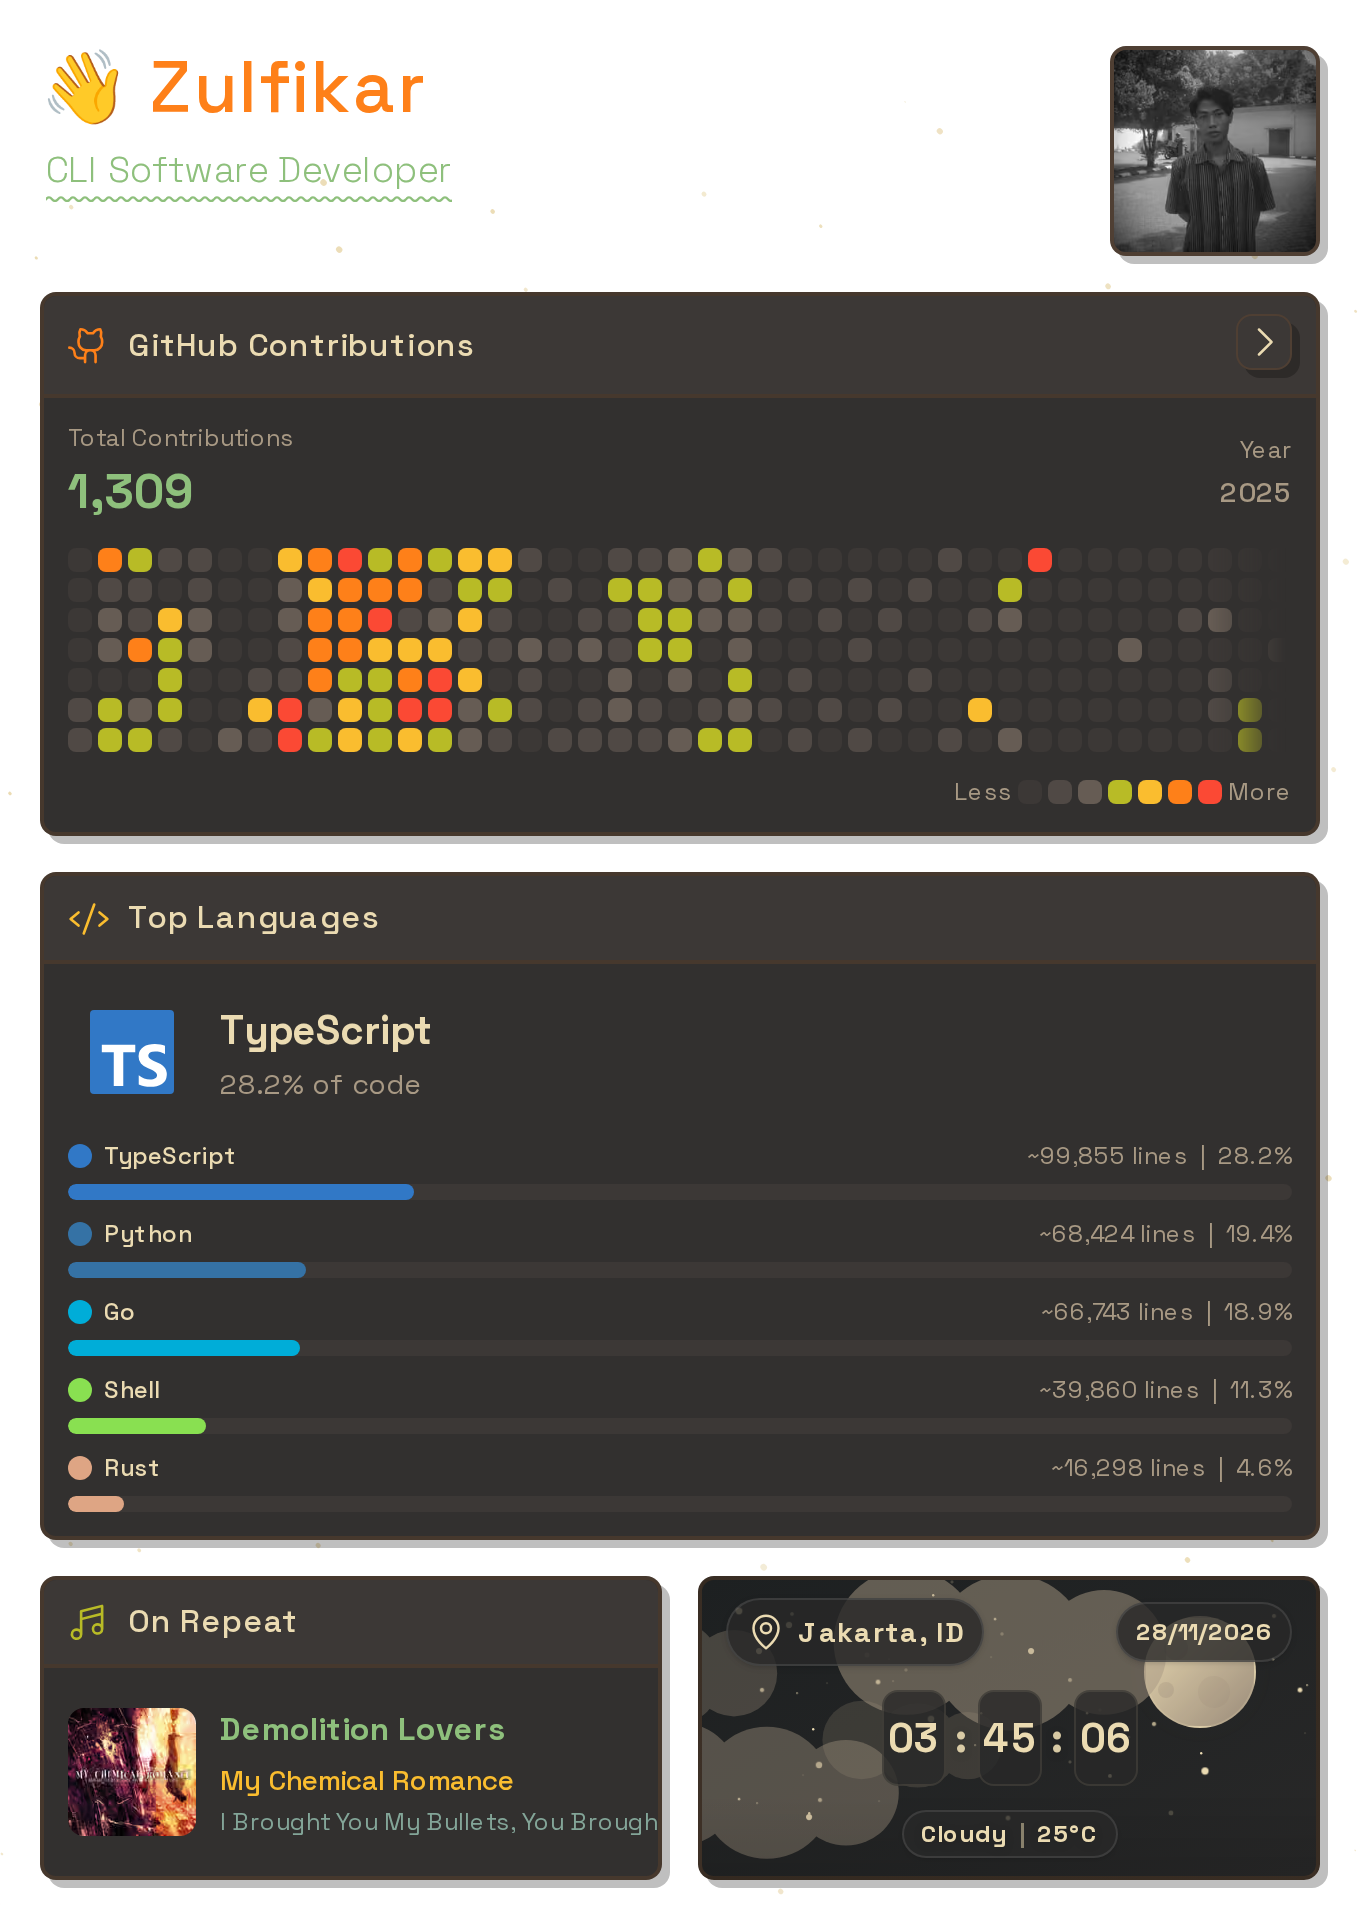 👋 Zulfikar
CLI Software Developer
GitHub Contributions
Total Contributions
1,309
Year
2025
Less More
Top Languages
TS
TypeScript
28.2% of code
TypeScript ~99,855 lines | 28.2%
Python ~68,424 lines | 19.4%
Go ~66,743 lines | 18.9%
Shell ~39,860 lines | 11.3%
Rust ~16,298 lines | 4.6%
On Repeat
MY CHEMICAL ROMANCE
Demolition Lovers
My Chemical Romance
I Brought You My Bullets, You Brough
Jakarta, ID
28/11/2026
03 : 45 : 06
Cloudy | 25°C